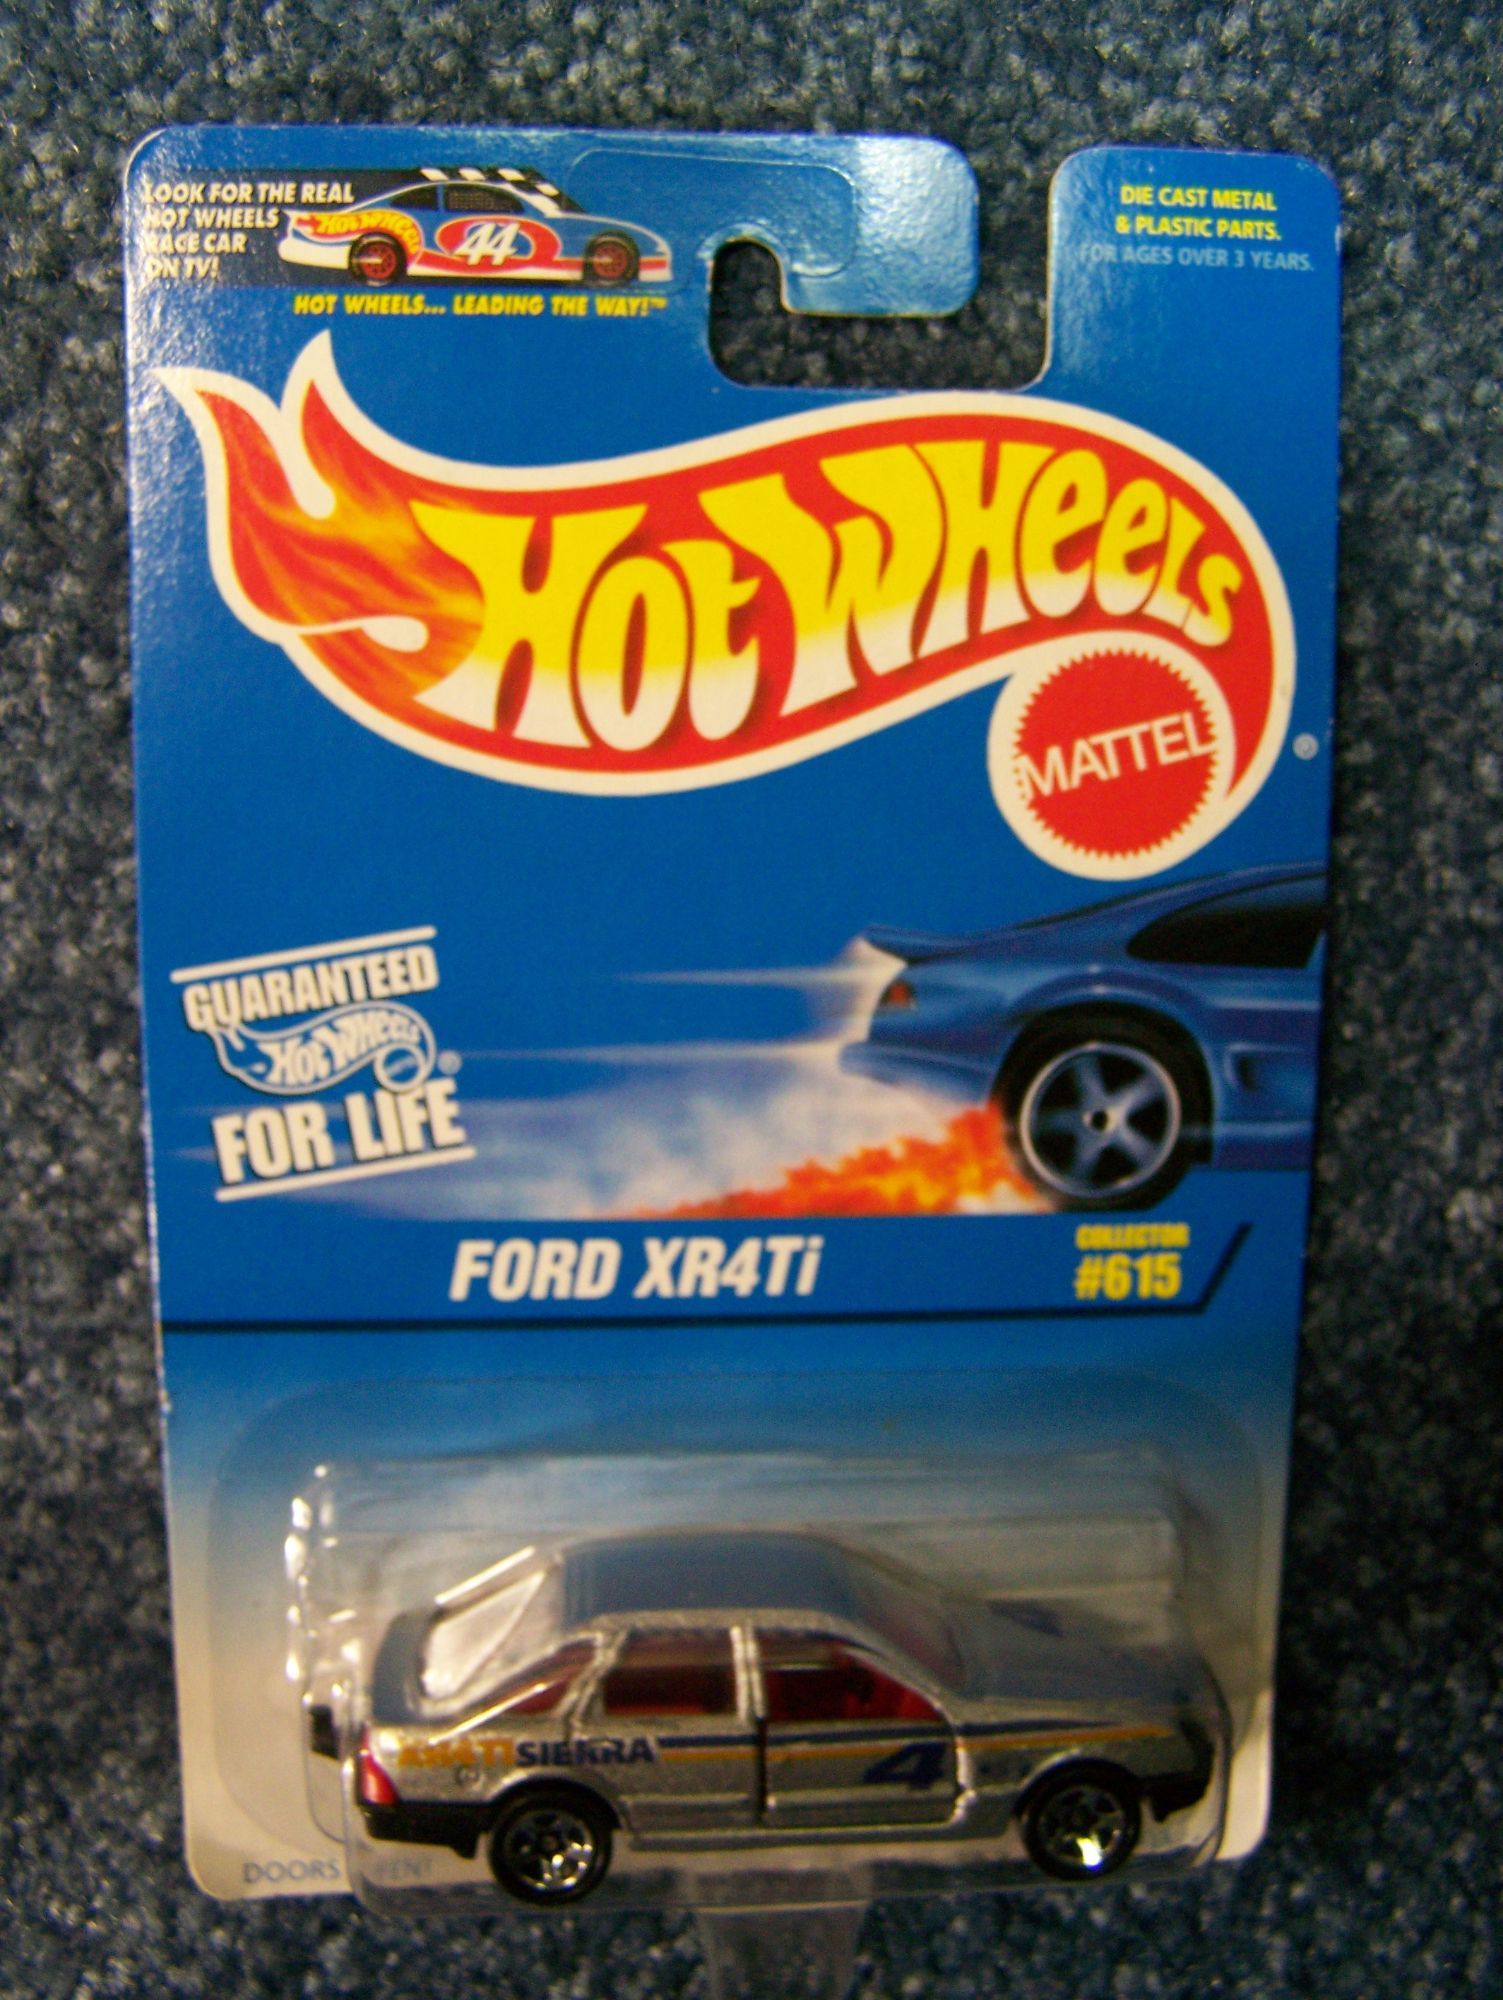 LOOK FOR THE REAL
HOT WHEELS
RACE CAR
ON TV!
HOT WHEELS
44
HOT WHEELS... LEADING THE WAY!™
DIE CAST METAL
& PLASTIC PARTS.
FOR AGES OVER 3 YEARS.
HOT WHEELS
MATTEL
®
GUARANTEED
HOT WHEELS
®
FOR LIFE
FORD XR4Ti
COLLECTOR
#615
XR4TI SIERRA
4
DOORS